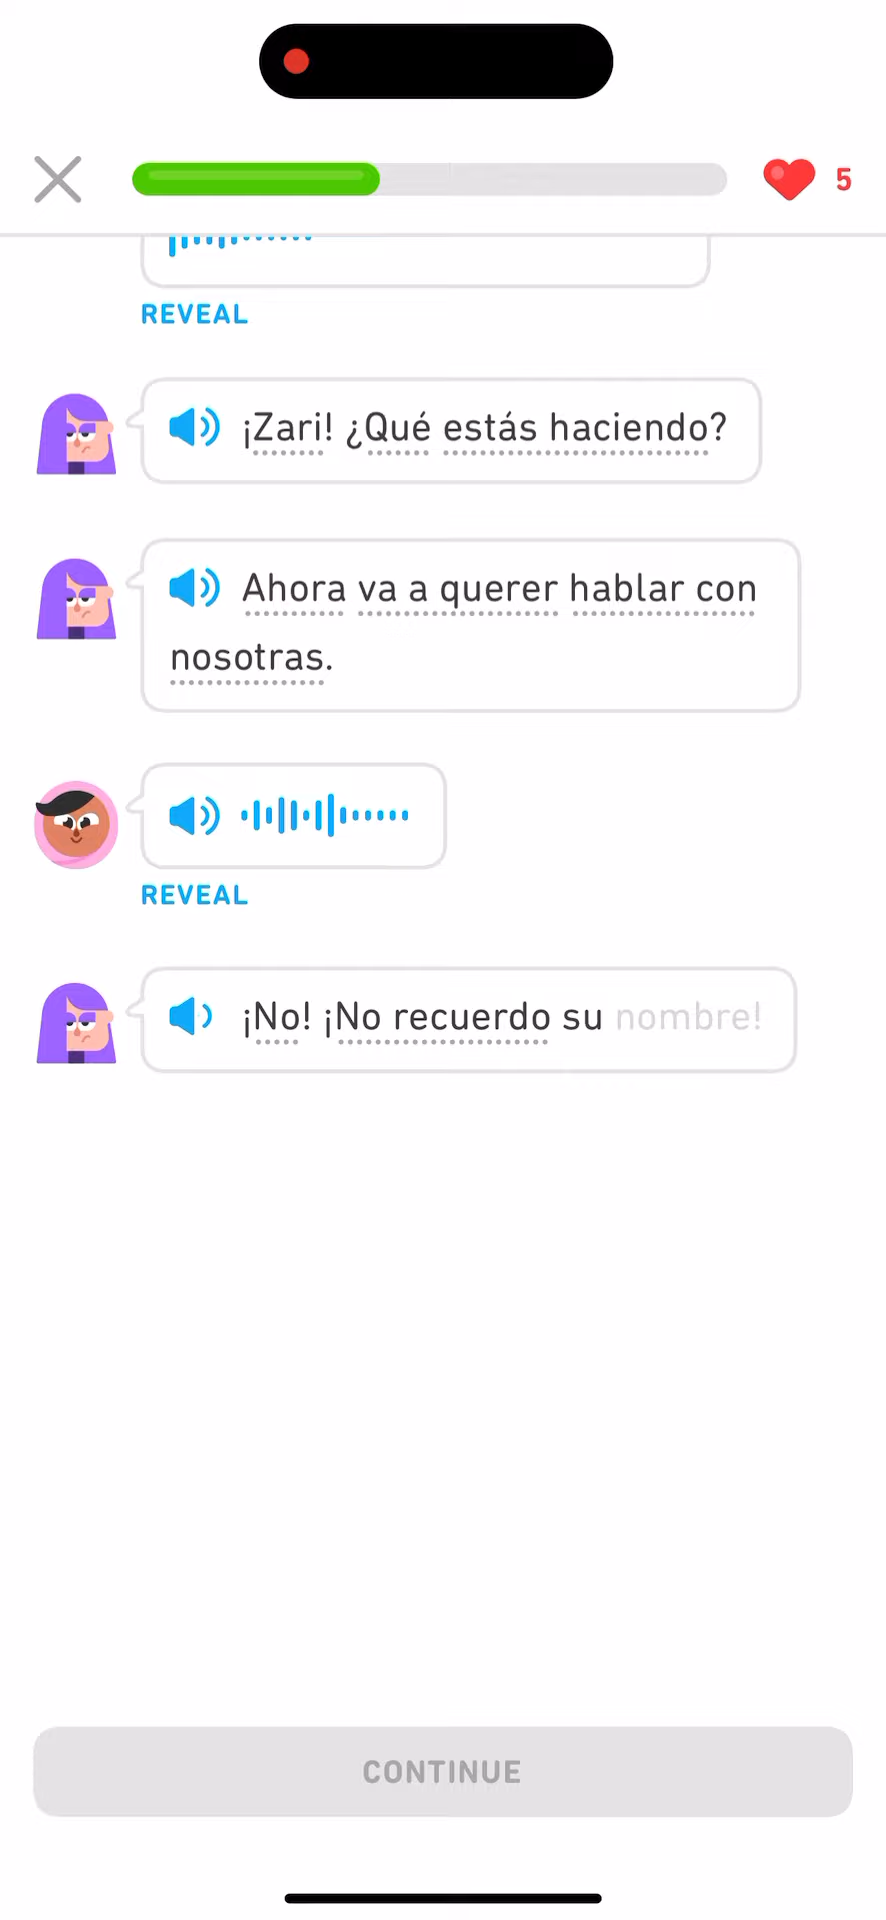 5
REVEAL
¡Zari! ¿Qué estás haciendo?
Ahora va a querer hablar con
nosotras.
REVEAL
¡No! ¡No recuerdo su nombre!
CONTINUE